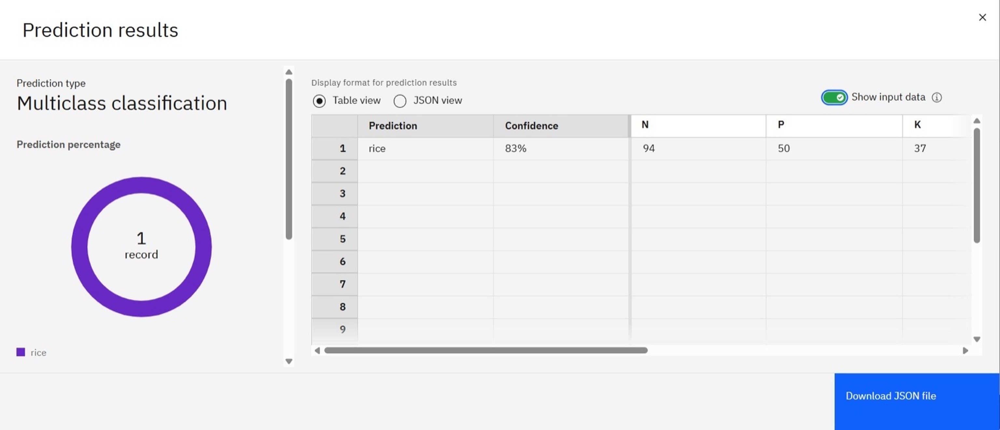 Prediction results
Prediction type
Multiclass classification
Prediction percentage
1
record
rice
Display format for prediction results
Table view JSON view
Show input data
Prediction Confidence N P K
1 rice 83% 94 50 37
2
3
4
5
6
7
8
9
Download JSON file